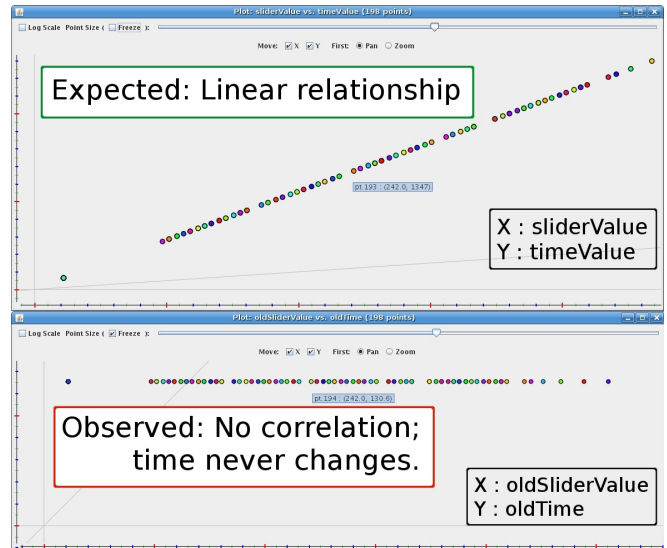 Plot: sliderValue vs. timeValue (198 points)
Log Scale Point Size ( Freeze ):
Move: X Y First: Pan Zoom
Expected: Linear relationship
pt.193 : (242.0, 1347)
X : sliderValue
Y : timeValue
Plot: oldSliderValue vs. oldTime (198 points)
Log Scale Point Size ( Freeze ):
Move: X Y First: Pan Zoom
pt.194 : (242.0, 130.6)
Observed: No correlation;
time never changes.
X : oldSliderValue
Y : oldTime